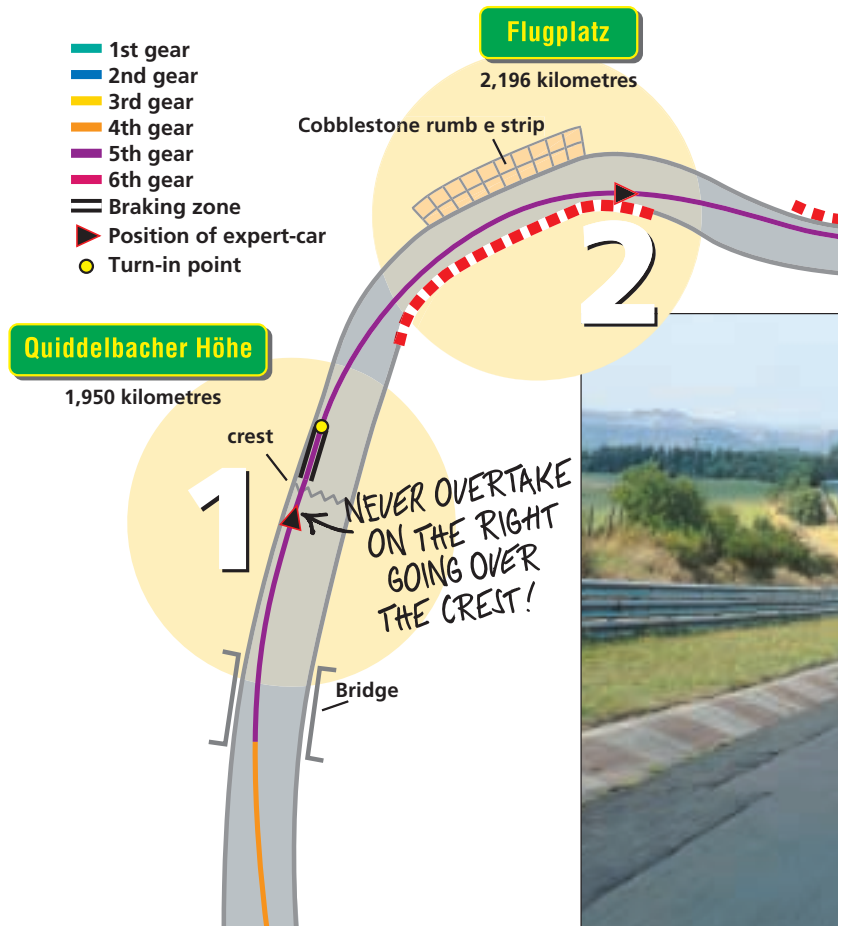 Flugplatz
2,196 kilometres
1st gear
2nd gear
3rd gear
4th gear
5th gear
6th gear
Braking zone
Position of expert-car
Turn-in point
Cobblestone rumb e strip
2
Quiddelbacher Höhe
1,950 kilometres
crest
1
NEVER OVERTAKE
ON THE RIGHT
GOING OVER
THE CREST!
Bridge